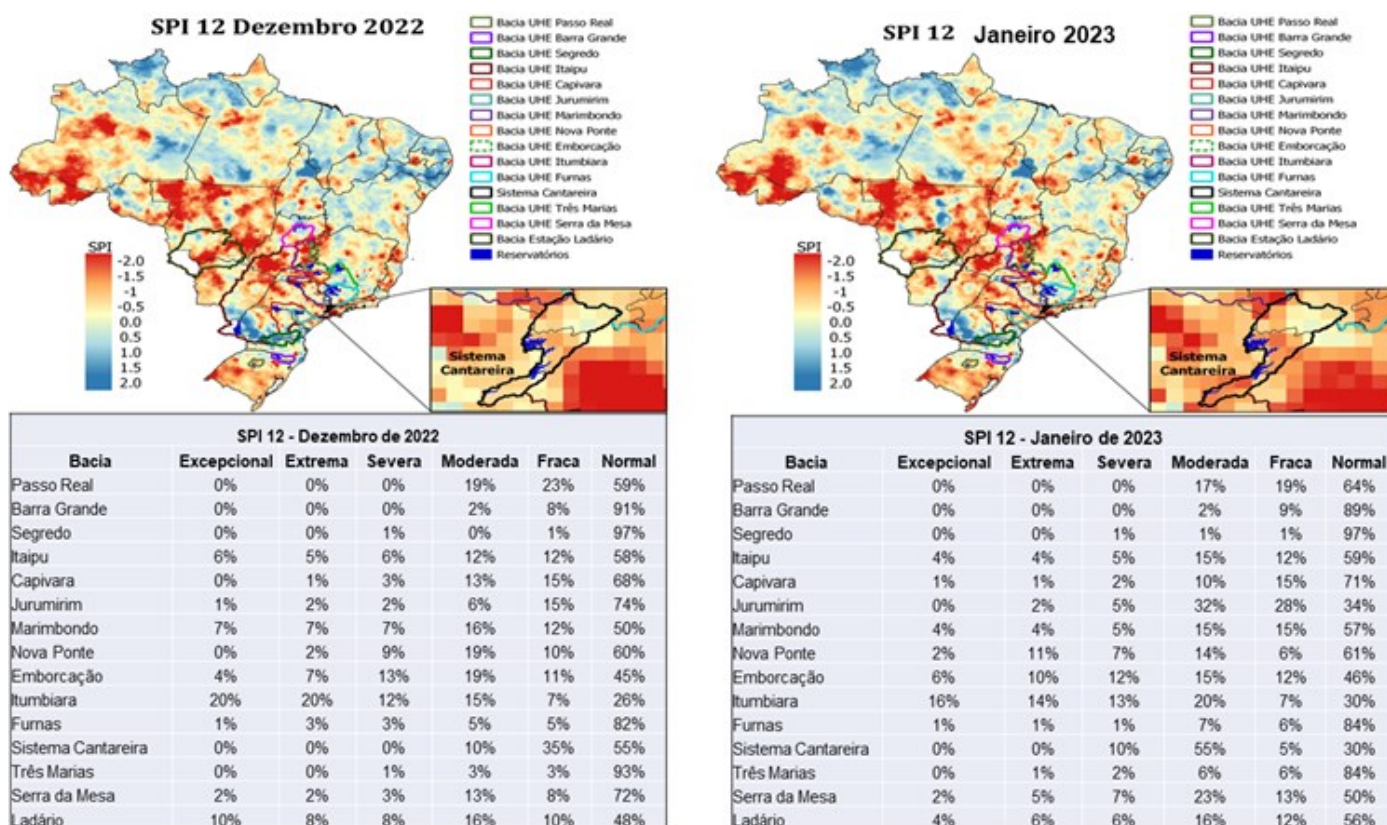 SPI 12 Dezembro 2022
Bacia UHE Passo Real
Bacia UHE Barra Grande
Bacia UHE Segredo
Bacia UHE Itaipu
Bacia UHE Capivara
Bacia UHE Jurumirim
Bacia UHE Marimbondo
Bacia UHE Nova Ponte
Bacia UHE Emborcação
Bacia UHE Itumbiara
Bacia UHE Furnas
Sistema Cantareira
Bacia UHE Três Marias
Bacia UHE Serra da Mesa
Bacia Estação Ladário
Reservatórios
SPI
-2.0
-1.5
-1
-0.5
0.0
0.5
1.0
1.5
2.0
Sistema
Cantareira
SPI 12 - Dezembro de 2022
Bacia Excepcional Extrema Severa Moderada Fraca Normal
Passo Real 0% 0% 0% 19% 23% 59%
Barra Grande 0% 0% 0% 2% 8% 91%
Segredo 0% 0% 1% 0% 1% 97%
Itaipu 6% 5% 6% 12% 12% 58%
Capivara 0% 1% 3% 13% 15% 68%
Jurumirim 1% 2% 2% 6% 15% 74%
Marimbondo 7% 7% 7% 16% 12% 50%
Nova Ponte 0% 2% 9% 19% 10% 60%
Emborcação 4% 7% 13% 19% 11% 45%
Itumbiara 20% 20% 12% 15% 7% 26%
Furnas 1% 3% 3% 5% 5% 82%
Sistema Cantareira 0% 0% 0% 10% 35% 55%
Três Marias 0% 0% 1% 3% 3% 93%
Serra da Mesa 2% 2% 3% 13% 8% 72%
Ladário 10% 8% 8% 16% 10% 48%
SPI 12 Janeiro 2023
Bacia UHE Passo Real
Bacia UHE Barra Grande
Bacia UHE Segredo
Bacia UHE Itaipu
Bacia UHE Capivara
Bacia UHE Jurumirim
Bacia UHE Marimbondo
Bacia UHE Nova Ponte
Bacia UHE Emborcação
Bacia UHE Itumbiara
Bacia UHE Furnas
Sistema Cantareira
Bacia UHE Três Marias
Bacia UHE Serra da Mesa
Bacia Estação Ladário
Reservatórios
SPI
-2.0
-1.5
-1
-0.5
0.0
0.5
1.0
1.5
2.0
Sistema
Cantareira
SPI 12 - Janeiro de 2023
Bacia Excepcional Extrema Severa Moderada Fraca Normal
Passo Real 0% 0% 0% 17% 19% 64%
Barra Grande 0% 0% 0% 2% 9% 89%
Segredo 0% 0% 1% 1% 1% 97%
Itaipu 4% 4% 5% 15% 12% 59%
Capivara 1% 1% 2% 10% 15% 71%
Jurumirim 0% 2% 5% 32% 28% 34%
Marimbondo 4% 4% 5% 15% 15% 57%
Nova Ponte 2% 11% 7% 14% 6% 61%
Emborcação 6% 10% 12% 15% 12% 46%
Itumbiara 16% 14% 13% 20% 7% 30%
Furnas 1% 1% 1% 7% 6% 84%
Sistema Cantareira 0% 0% 10% 55% 5% 30%
Três Marias 0% 1% 2% 6% 6% 84%
Serra da Mesa 2% 5% 7% 23% 13% 50%
Ladário 4% 6% 6% 16% 12% 56%